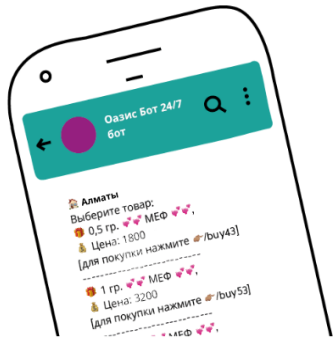 Оазис Бот 24/7
бот
Алматы
Выберите товар:
🎁 0,5 гр. 💕💕 МЕФ 💕💕,
💰 Цена: 1800
[для покупки нажмите 👉/buy43]
------------------------------
🎁 1 гр. 💕💕 МЕФ 💕💕,
💰 Цена: 3200
[для покупки нажмите 👉/buy53]
------------------------------
МЕФ 💕💕,